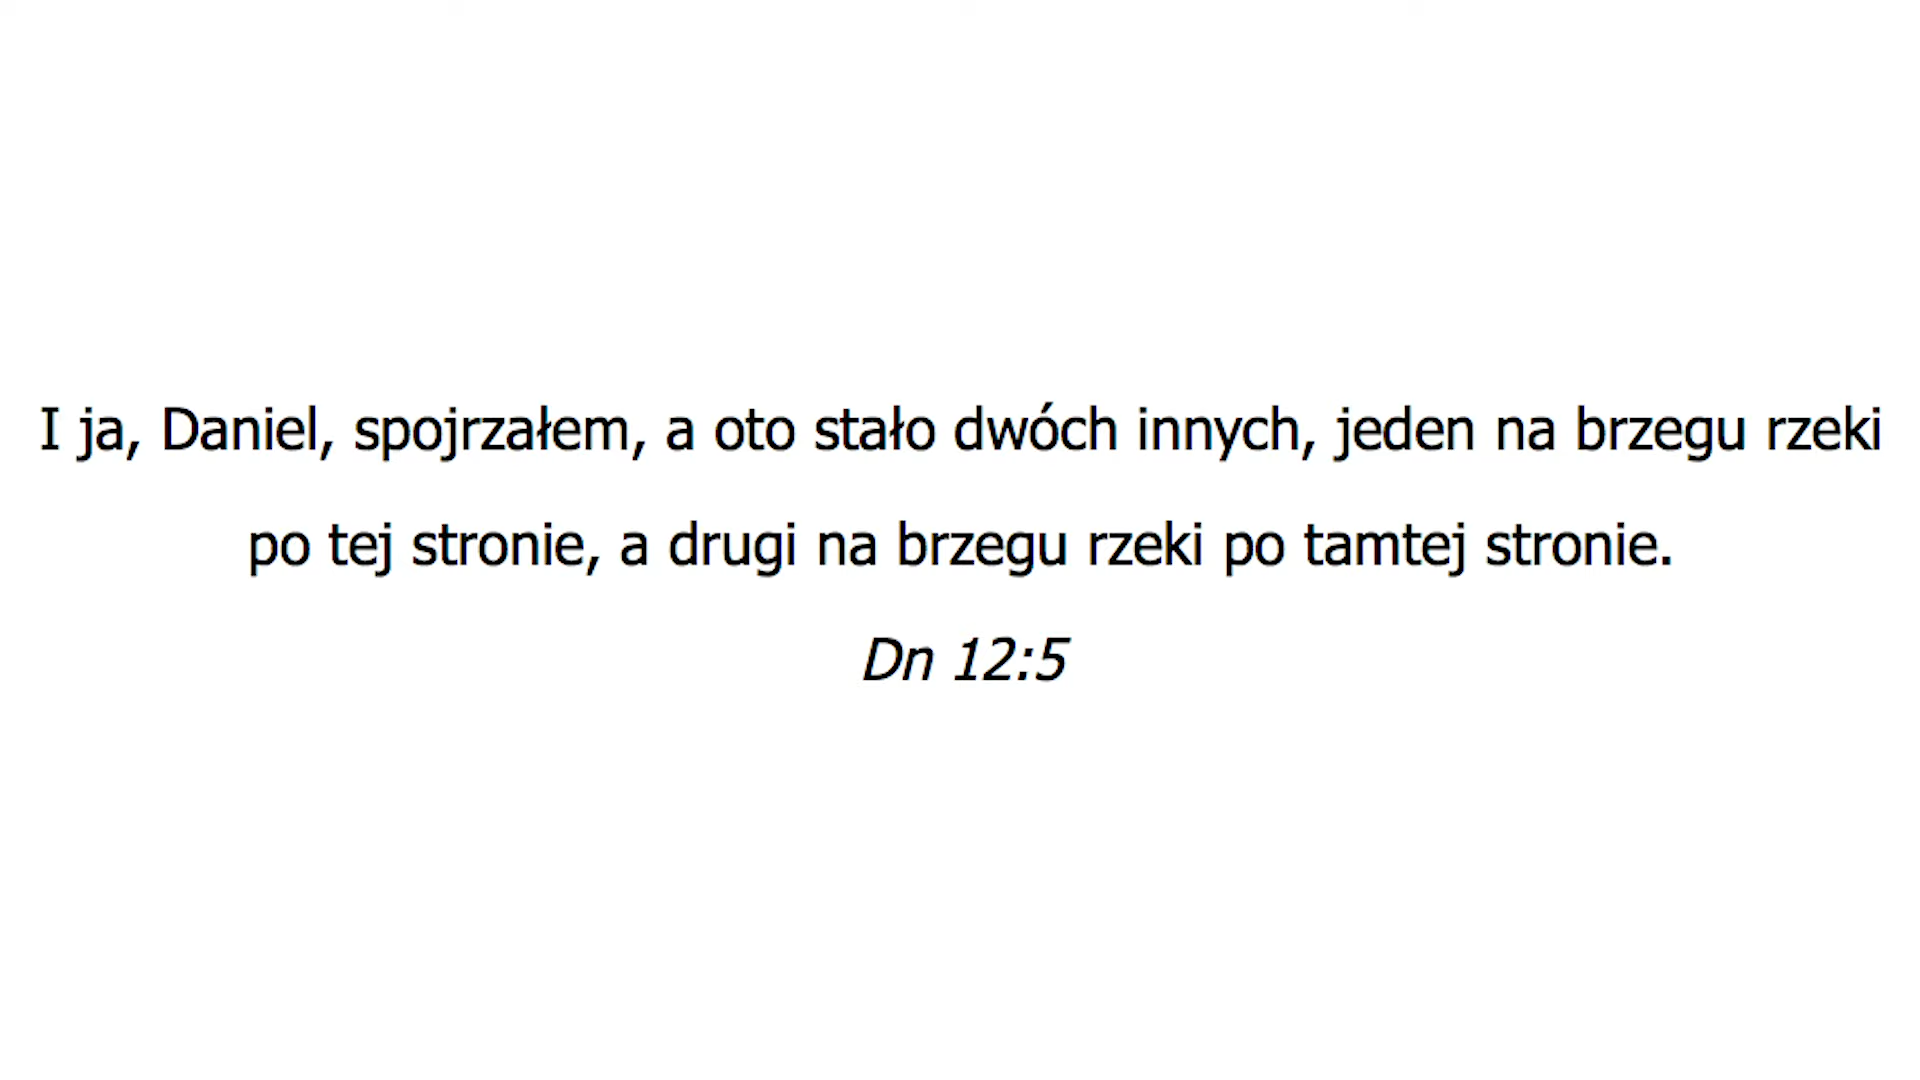 I ja, Daniel, spojrzałem, a oto stało dwóch innych, jeden na brzegu rzeki
po tej stronie, a drugi na brzegu rzeki po tamtej stronie.
Dn 12:5